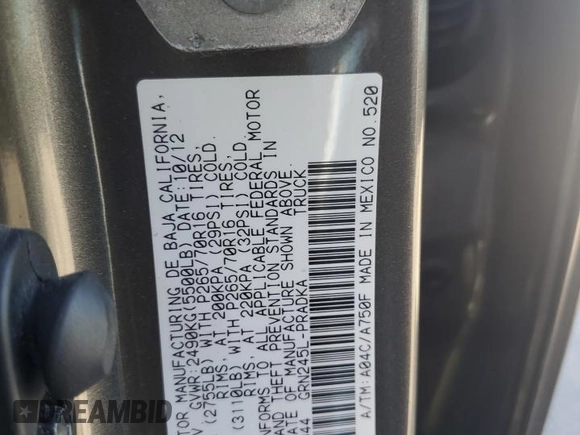 TOR MANUFACTURING DE BAJA CALIFORNIA,
V GVWR:2490KG(5500LB) DATE:10/12
(2755LB) WITH P265/70R16 TIRES,
RIMS, AT 200KPA (29PSI) COLD.
(3110LB) WITH P265/70R16 TIRES,
RIMS, AT 220KPA (32PSI) COLD.
NFORMS TO ALL APPLICABLE FEDERAL MOTOR
AND THEFT PREVENTION STANDARDS IN
ATE OF MANUFACTURE SHOWN ABOVE.
44 TRUCK
GRN245L-PRADKA
A/TM:A04C/A750F MADE IN MEXICO NO.520
DREAMBID